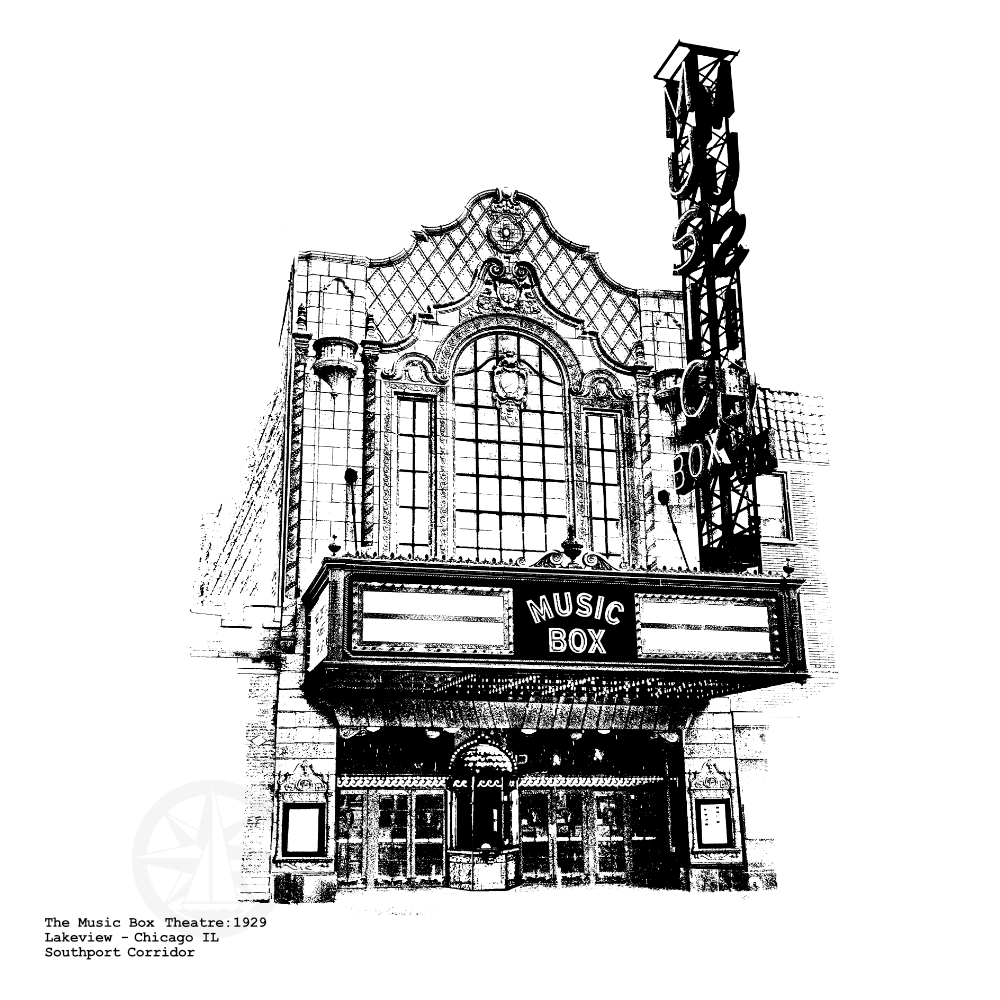 MUSIC
BOX
MUSIC
BOX
The Music Box Theatre:1929
Lakeview - Chicago IL
Southport Corridor